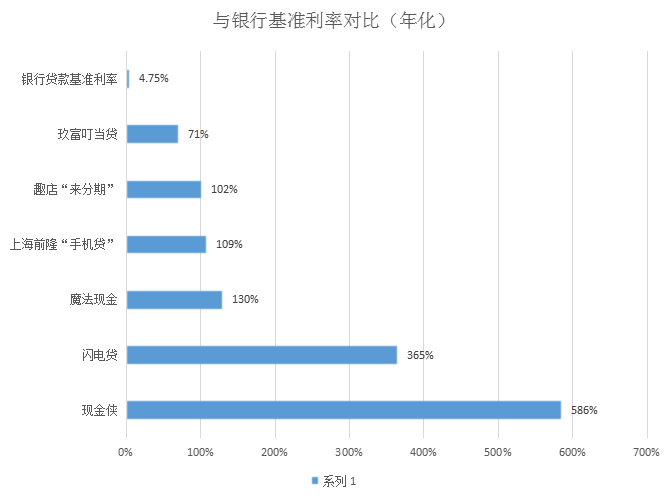 与银行基准利率对比（年化）
银行贷款基准利率 4.75%
玖富叮当贷 71%
趣店“来分期” 102%
上海前隆“手机贷” 109%
魔法现金 130%
闪电贷 365%
现金侠 586%
0% 100% 200% 300% 400% 500% 600% 700%
系列 1